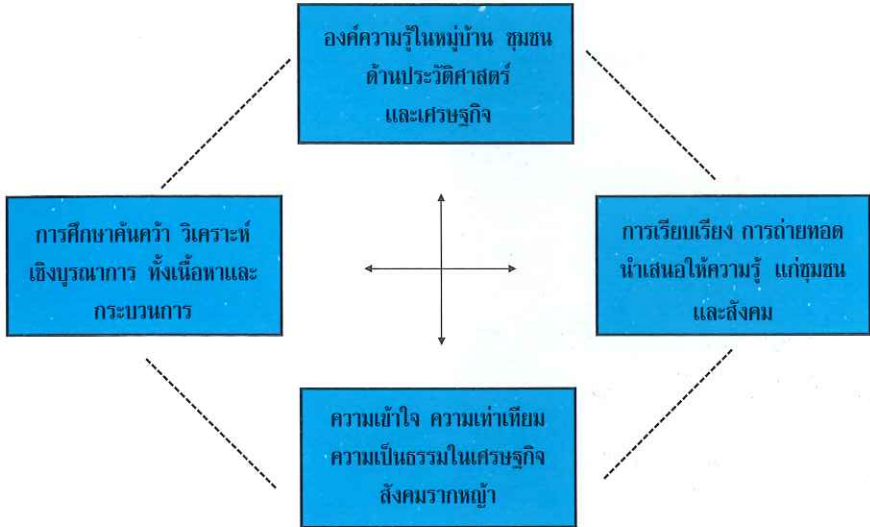 องค์ความรู้ในหมู่บ้าน ชุมชน
ด้านประวัติศาสตร์
และเศรษฐกิจ
การศึกษาค้นคว้า วิเคราะห์
เชิงบูรณาการ ทั้งเนื้อหาและ
กระบวนการ
การเรียบเรียง การถ่ายทอด
นำเสนอให้ความรู้ แก่ชุมชน
และสังคม
ความเข้าใจ ความเท่าเทียม
ความเป็นธรรมในเศรษฐกิจ
สังคมรากหญ้า